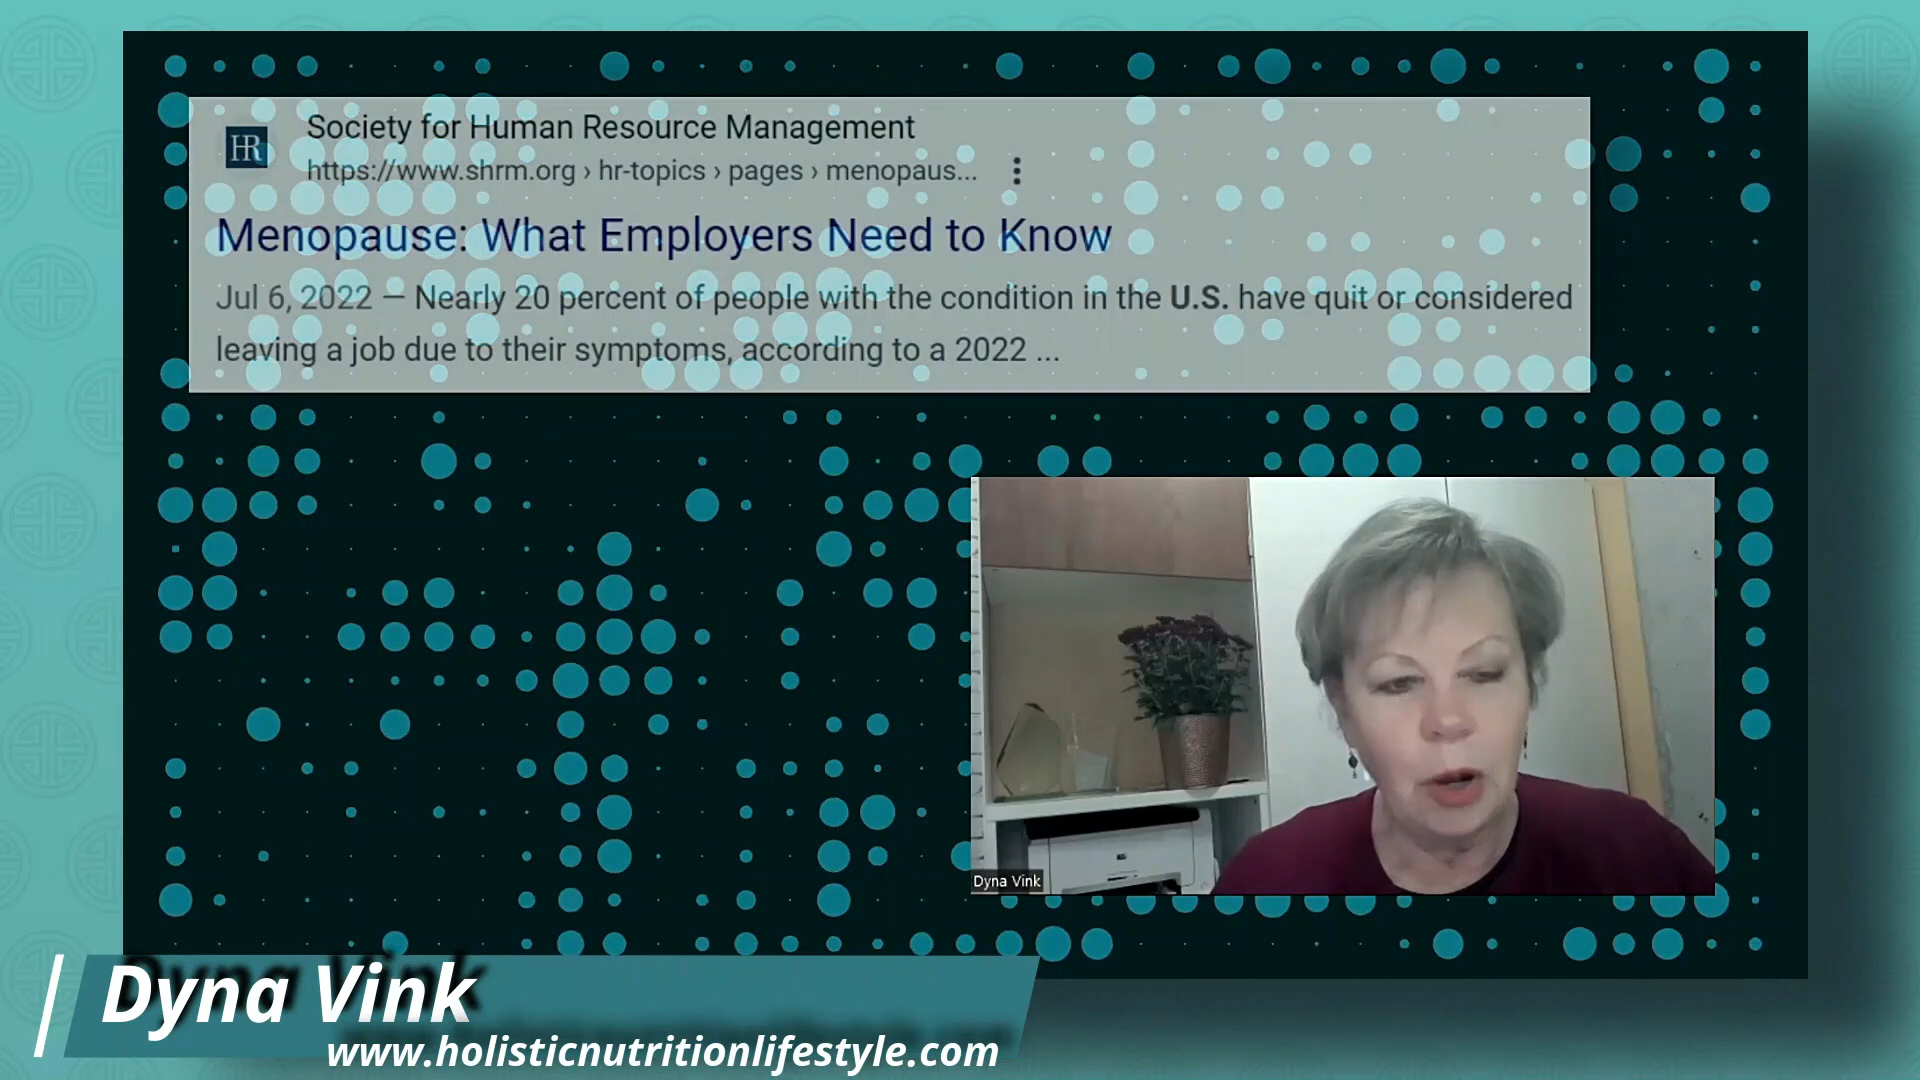 HR
Society for Human Resource Management
https://www.shrm.org › hr-topics › pages › menopaus...
Menopause: What Employers Need to Know
Jul 6, 2022 — Nearly 20 percent of people with the condition in the U.S. have quit or considered
leaving a job due to their symptoms, according to a 2022 ...
Dyna Vink
Dyna Vink
www.holisticnutritionlifestyle.com